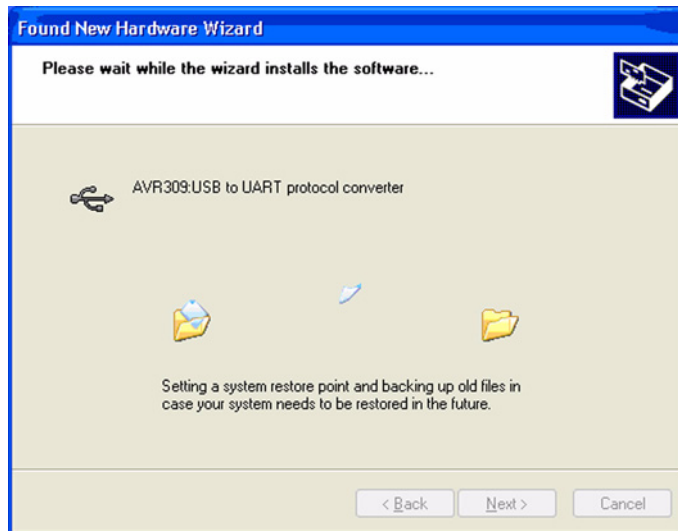 Found New Hardware Wizard
Please wait while the wizard installs the software...
AVR309:USB to UART protocol converter
Setting a system restore point and backing up old files in
case your system needs to be restored in the future.
< Back Next > Cancel